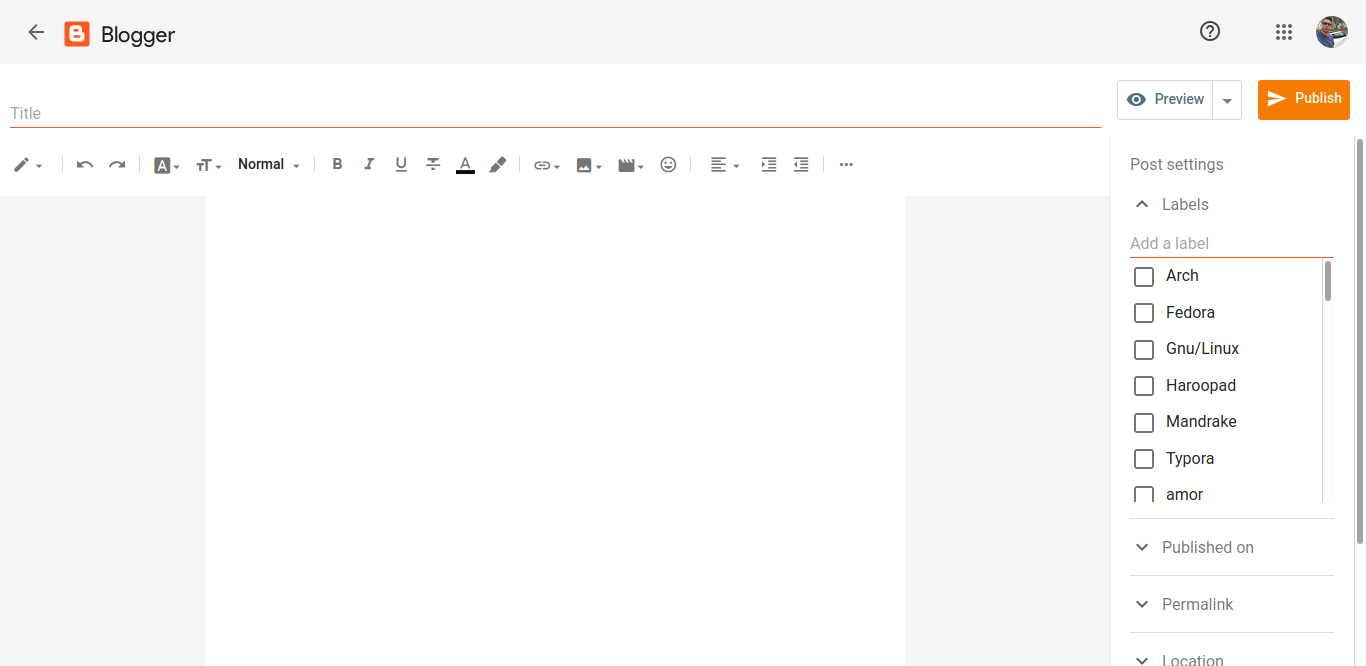 Blogger
Title
Preview
Publish
Normal
B I U T A
Post settings
Labels
Add a label
Arch
Fedora
Gnu/Linux
Haroopad
Mandrake
Typora
amor
Published on
Permalink
Location